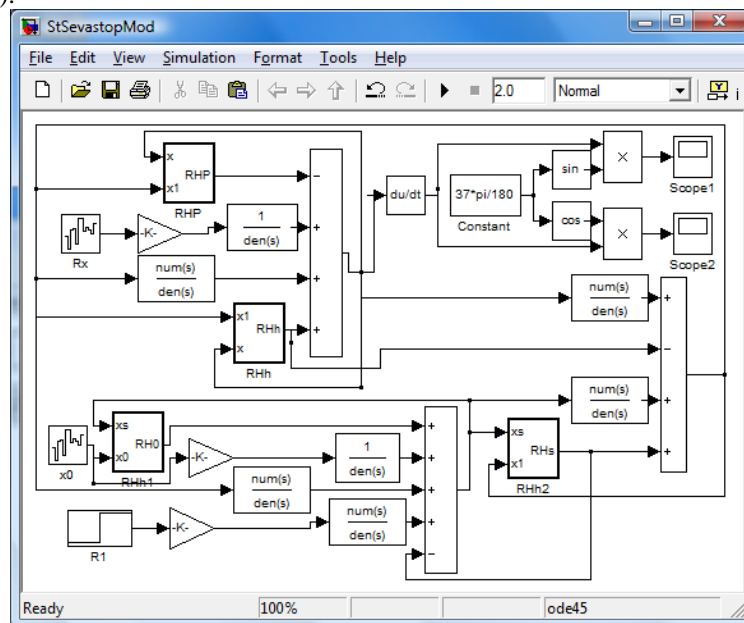 ).
StSevastopMod
File Edit View Simulation Format Tools Help
2.0 Normal i
x
x1
RHP
RHP
−
+
+
+
Rx
-K-
1
den(s)
num(s)
den(s)
x1
x
RHh
RHh
du/dt
37*pi/180
Constant
sin
cos
×
×
Scope1
Scope2
num(s)
den(s)
num(s)
den(s)
+
−
+
+
x0
xs
x0
RH0
RHh1
-K-
1
den(s)
num(s)
den(s)
num(s)
den(s)
R1
-K-
+
+
+
+
−
xs
x1
RHs
RHh2
Ready 100% ode45